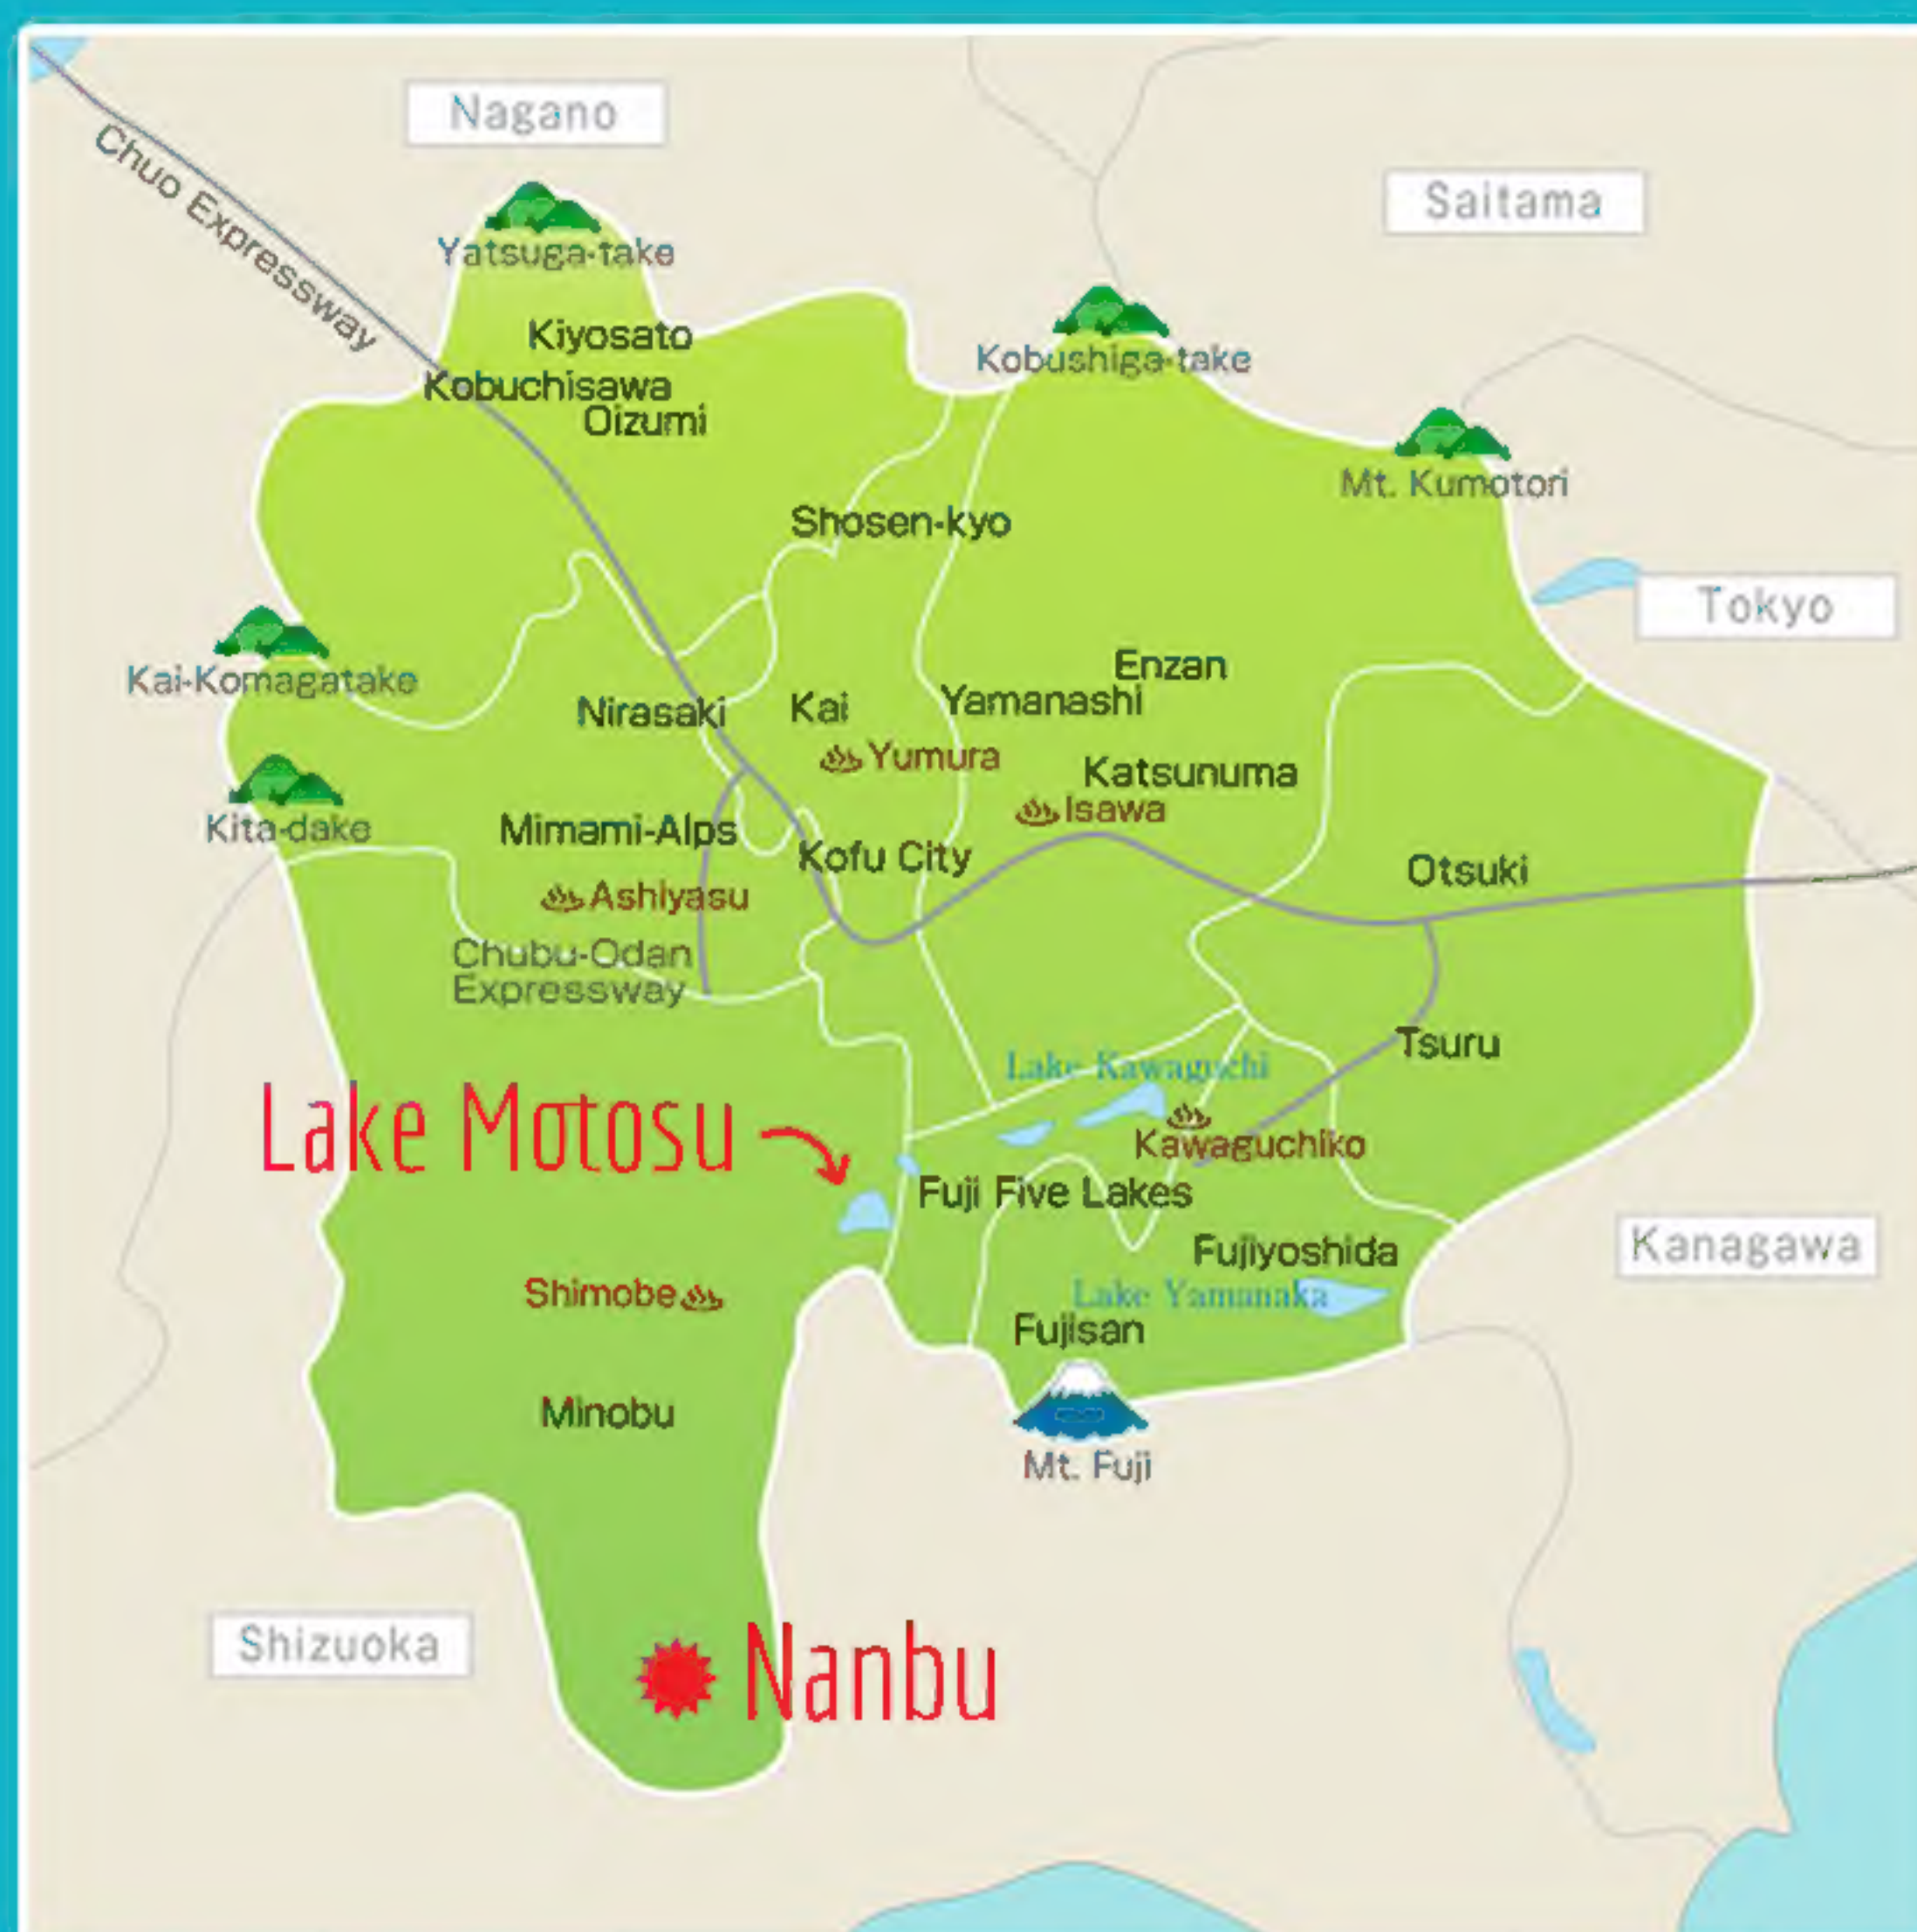 Nagano
Chuo Expressway
Saitama
Yatsuga-take
Kiyosato
Kobushiga-take
Kobuchisawa
Oizumi
Mt. Kumotori
Shosen-kyo
Tokyo
Kai-Komagatake
Enzan
Nirasaki
Kai
Yamanashi
Yumura
Katsunuma
Isawa
Kita-dake
Mimami-Alps
Kofu City
Otsuki
Ashiyasu
Chubu-Odan
Expressway
Tsuru
Lake Kawaguchi
Lake Motosu
Kawaguchiko
Fuji Five Lakes
Kanagawa
Fujiyoshida
Shimobe
Lake Yamanaka
Fujisan
Minobu
Mt. Fuji
Shizuoka
Nanbu